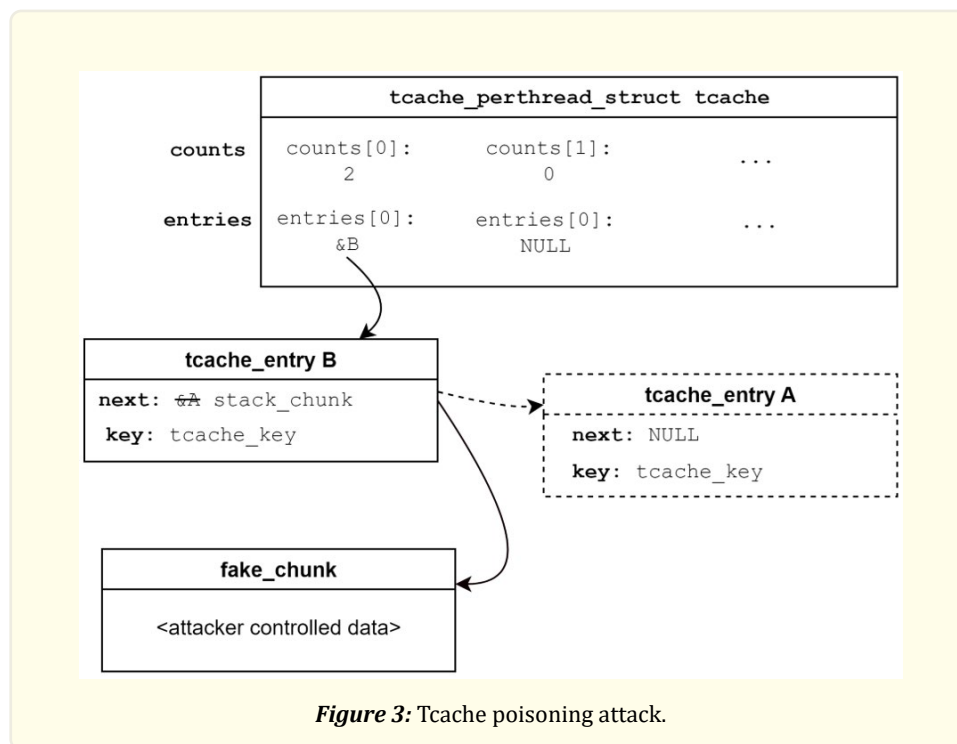 tcache_perthread_struct tcache
counts counts[0]: counts[1]: ...
2 0
entries entries[0]: entries[0]: ...
&B NULL
tcache_entry B
next: &A stack_chunk
key: tcache_key
tcache_entry A
next: NULL
key: tcache_key
fake_chunk
<attacker controlled data>
Figure 3: Tcache poisoning attack.